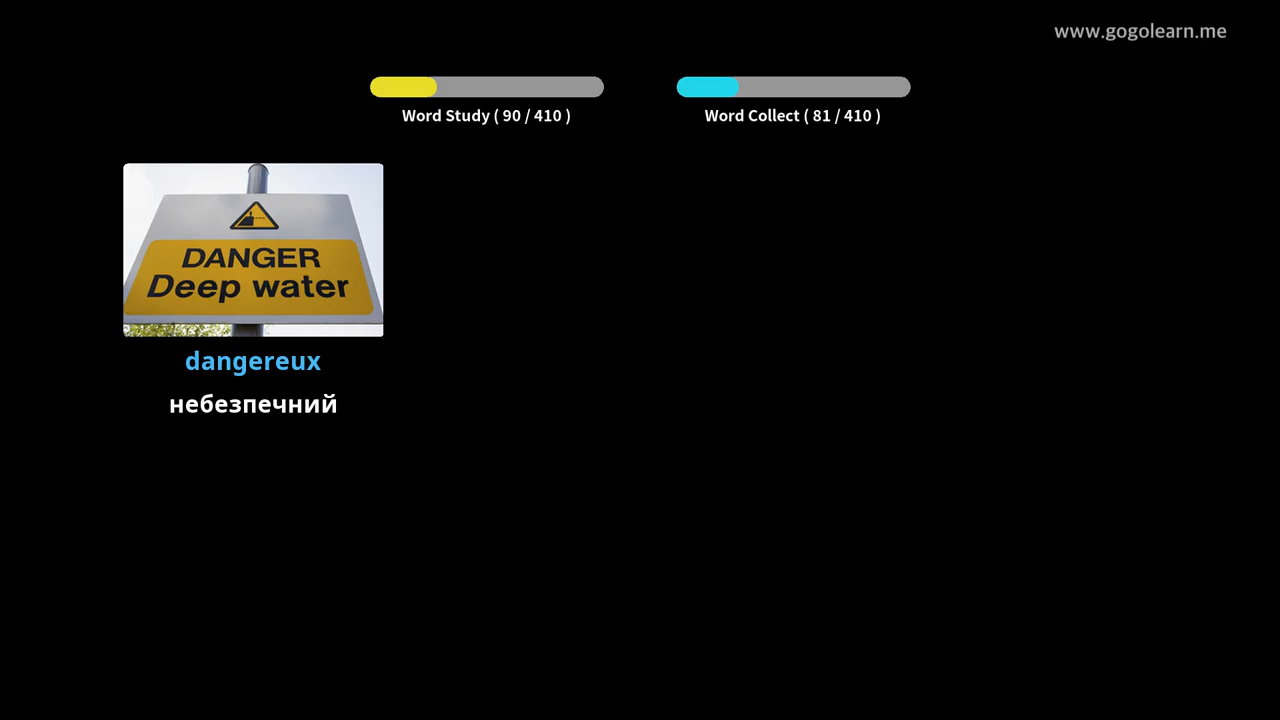 www.gogolearn.me
Word Study ( 90 / 410 )
Word Collect ( 81 / 410 )
DANGER
Deep water
dangereux
небезпечний